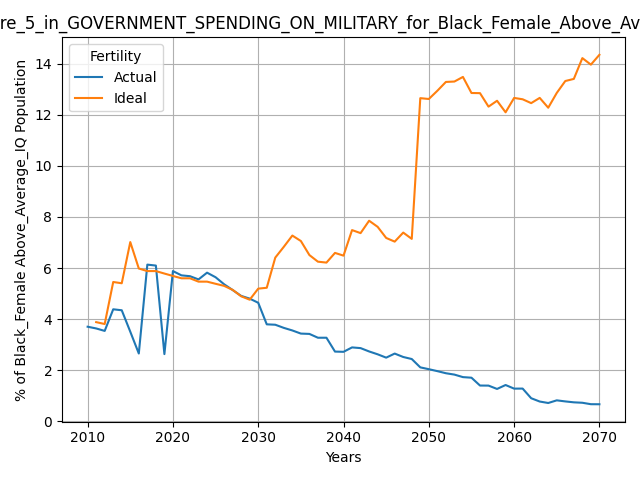 re_5_in_GOVERNMENT_SPENDING_ON_MILITARY_for_Black_Female_Above_Av
Fertility
Actual
Ideal
% of Black_Female Above_Average_IQ Population
14
12
10
8
6
4
2
0
2010 2020 2030 2040 2050 2060 2070
Years